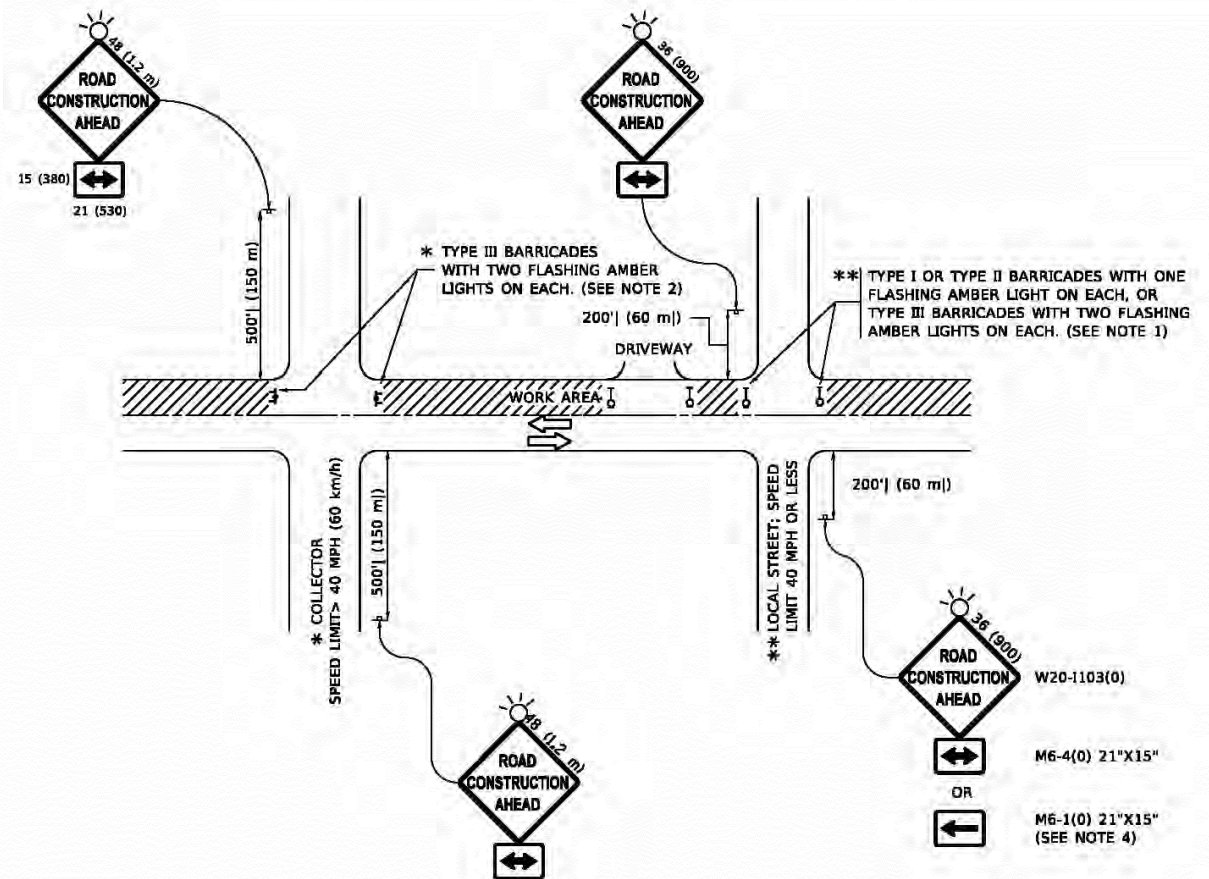 48 (1.2 m)
ROAD
CONSTRUCTION
AHEAD
15 (380)
21 (530)
36 (900)
ROAD
CONSTRUCTION
AHEAD
500'| (150 m)
* TYPE III BARRICADES
WITH TWO FLASHING AMBER
LIGHTS ON EACH. (SEE NOTE 2)
200'| (60 m|)
DRIVEWAY
** TYPE I OR TYPE II BARRICADES WITH ONE
FLASHING AMBER LIGHT ON EACH, OR
TYPE III BARRICADES WITH TWO FLASHING
AMBER LIGHTS ON EACH. (SEE NOTE 1)
WORK AREA
* COLLECTOR
SPEED LIMIT> 40 MPH (60 km/h)
500'| (150 m|)
** LOCAL STREET; SPEED
LIMIT 40 MPH OR LESS
200'| (60 m|)
48 (1.2 m)
ROAD
CONSTRUCTION
AHEAD
36 (900)
ROAD
CONSTRUCTION
AHEAD
W20-I103(0)
M6-4(0) 21"X15"
OR
M6-1(0) 21"X15"
(SEE NOTE 4)